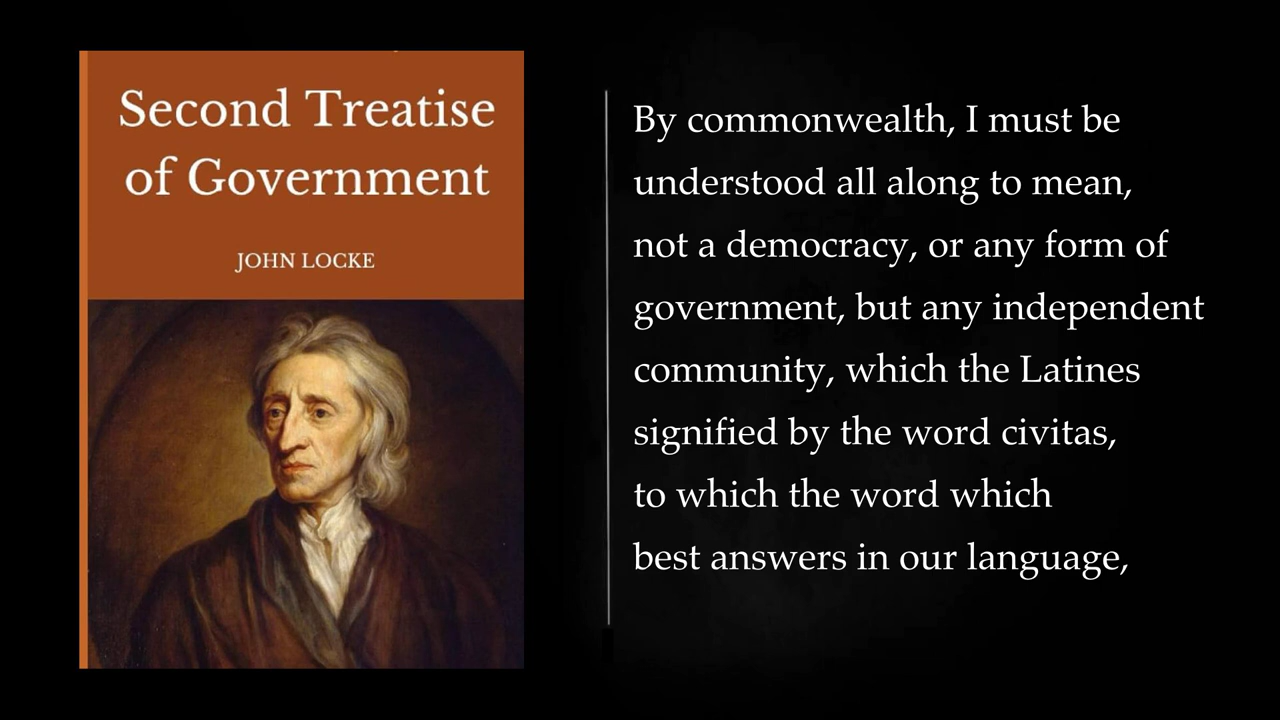 Second Treatise
of Government
JOHN LOCKE
By commonwealth, I must be
understood all along to mean,
not a democracy, or any form of
government, but any independent
community, which the Latines
signified by the word civitas,
to which the word which
best answers in our language,